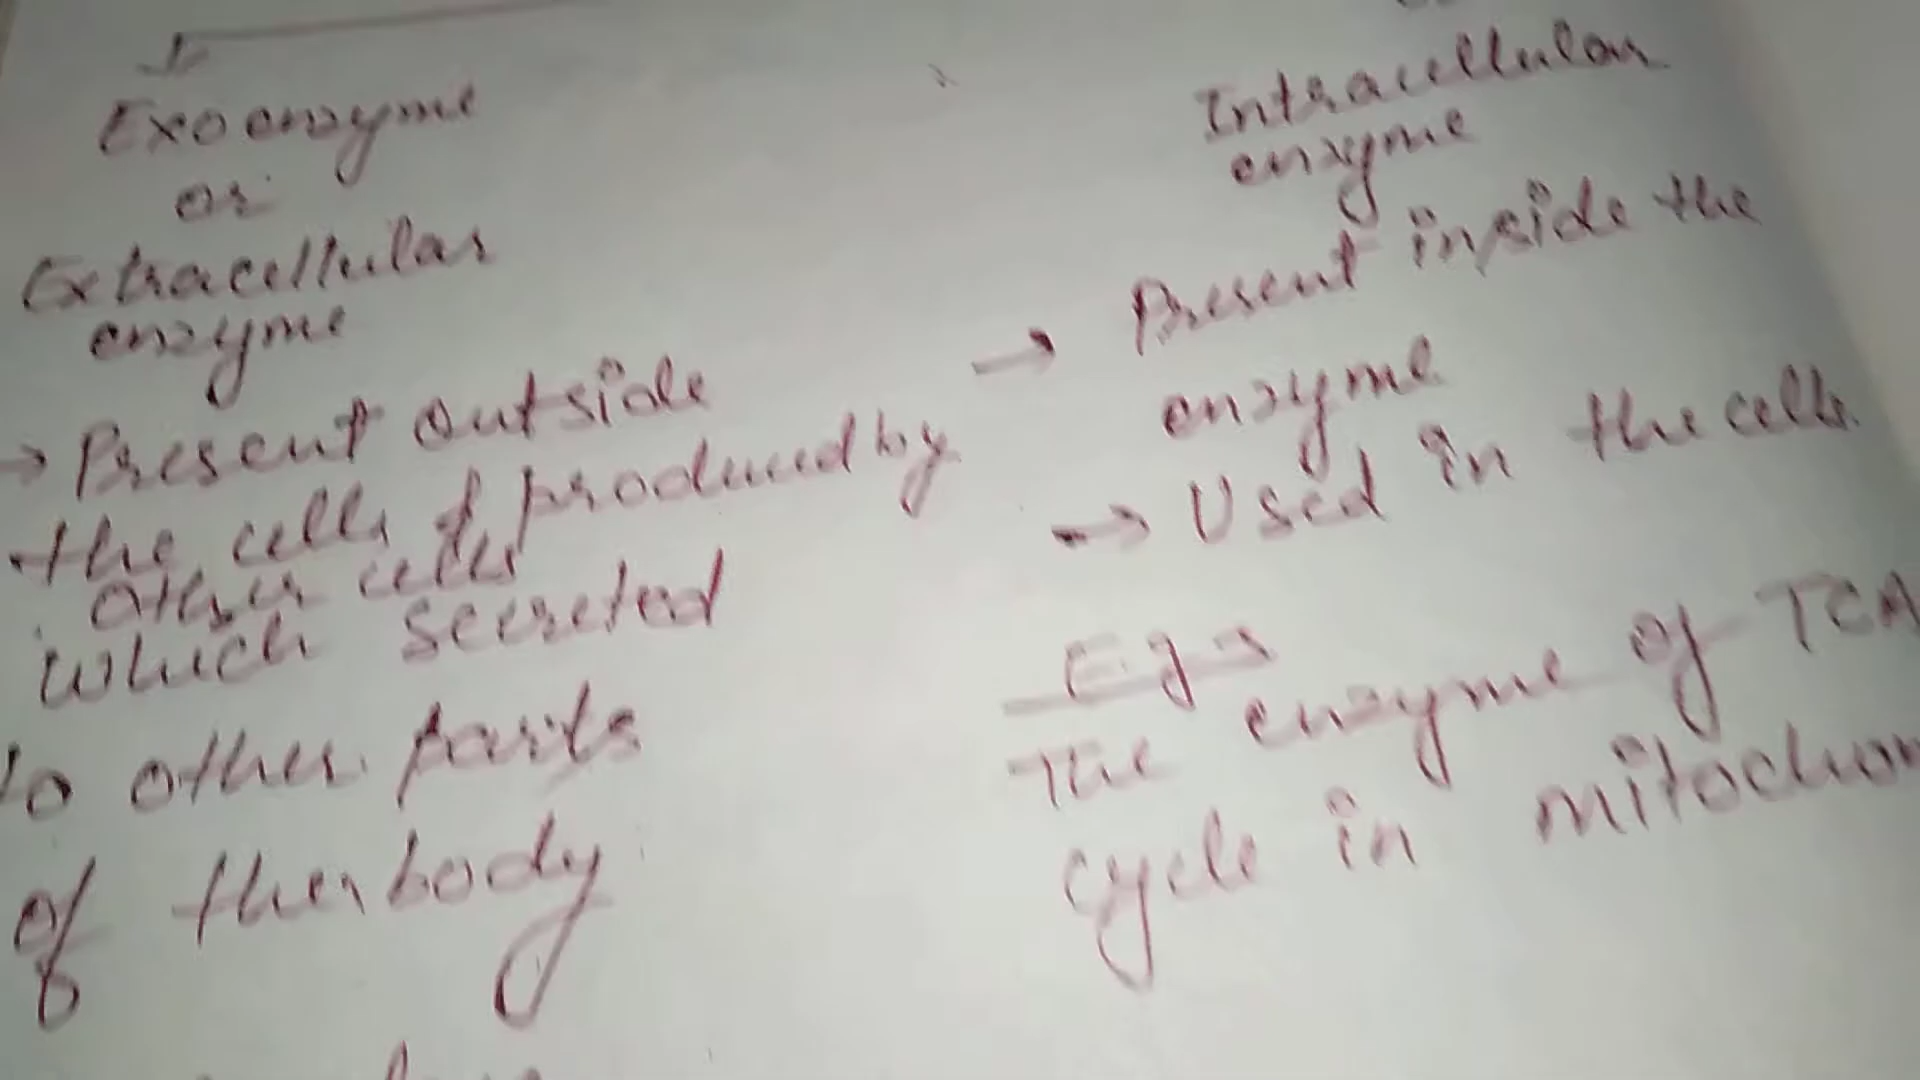 Exoenzyme
or
Extracellular
enzyme
→ Present outside
the cells & produced by
other cells
which secreted
to other parts
of the body
Intracellular
enzyme
→ Present inside the
enzyme
→ Used in the cells.
E.g →
The enzyme of TCA
cycle in mitochon